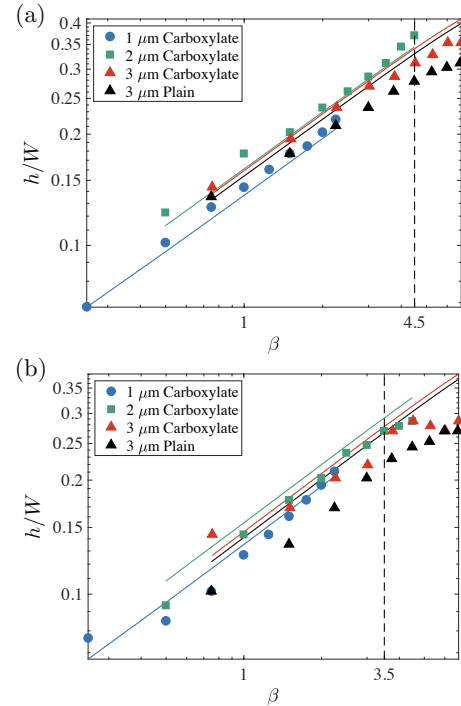 (a)
0.4
0.35
0.3
0.25
0.2
0.15
0.1
h/W
1 μm Carboxylate
2 μm Carboxylate
3 μm Carboxylate
3 μm Plain
1
4.5
β
(b)
0.35
0.3
0.25
0.2
0.15
0.1
h/W
1 μm Carboxylate
2 μm Carboxylate
3 μm Carboxylate
3 μm Plain
1
3.5
β